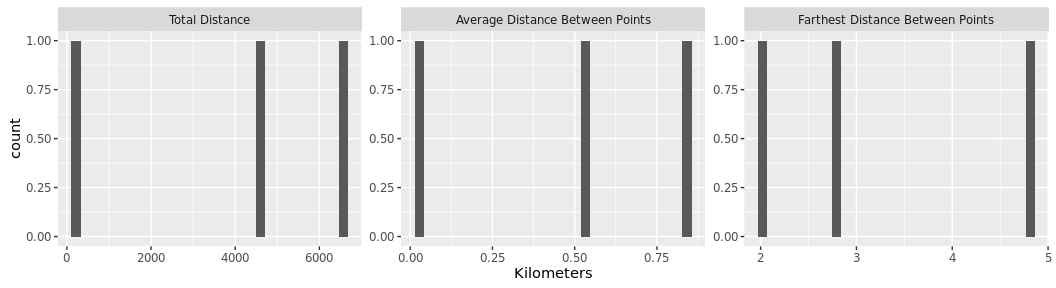 Total Distance
Average Distance Between Points
Farthest Distance Between Points
count
1.00
0.75
0.50
0.25
0.00
0 2000 4000 6000
1.00
0.75
0.50
0.25
0.00
0.00 0.25 0.50 0.75
1.00
0.75
0.50
0.25
0.00
2 3 4 5
Kilometers